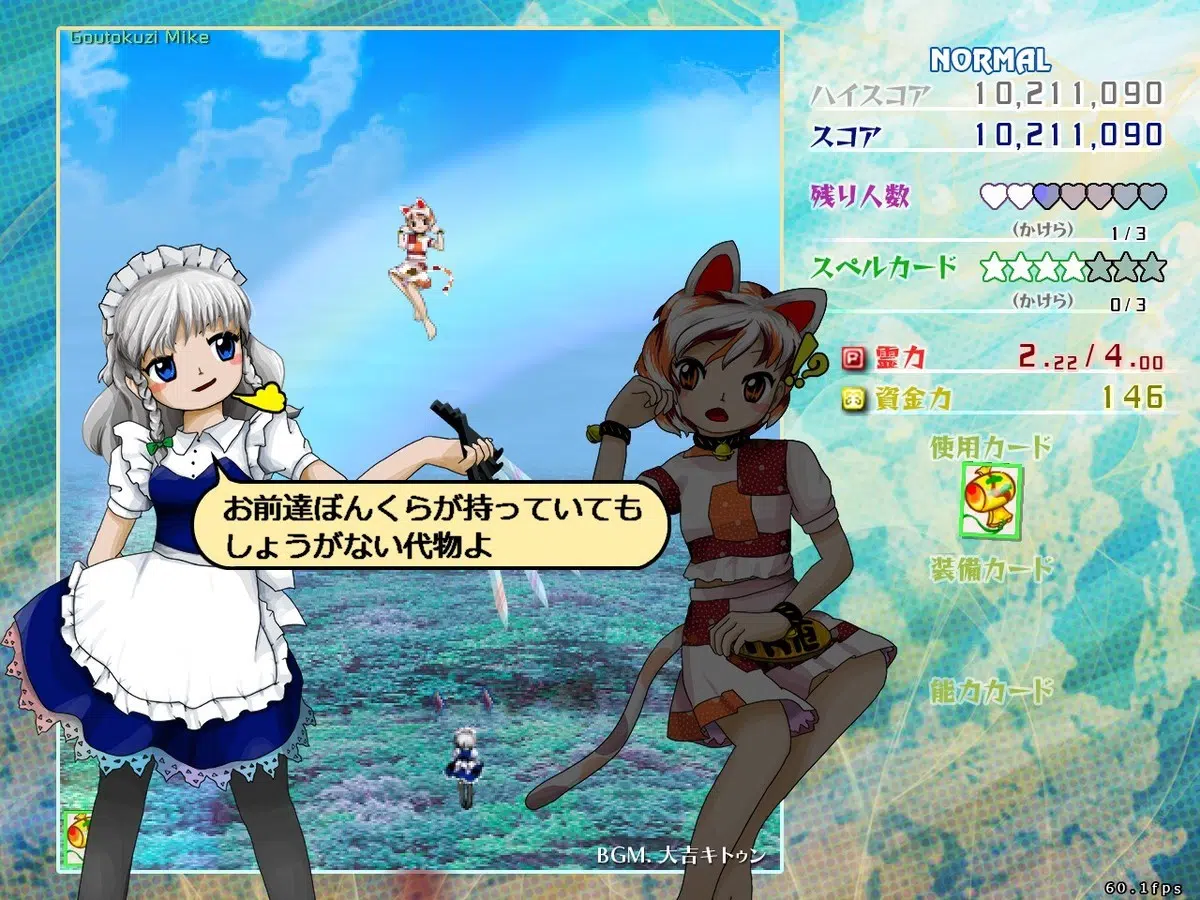 Goutokuzi Mike
お前達ぼんくらが持っていても
しょうがない代物よ
BGM. 大吉キトゥン
NORMAL
ハイスコア 10,211,090
スコア 10,211,090
残り人数
(かけら) 1/3
スペルカード
(かけら) 0/3
P 霊力 2.22/4.00
資金力 146
使用カード
装備カード
能力カード
60.1fps